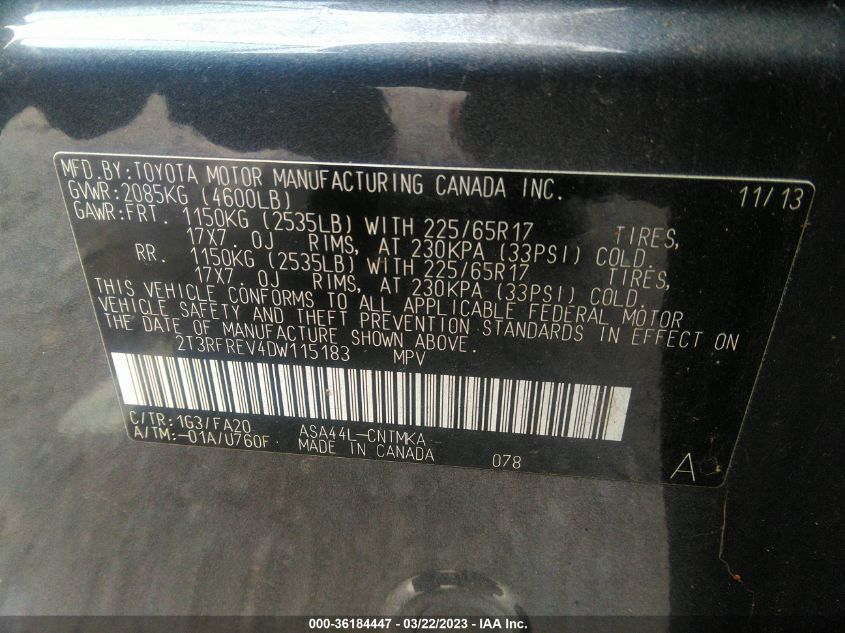 MFD.BY:TOYOTA MOTOR MANUFACTURING CANADA INC. 11/13
GVWR:2085KG (4600LB)
GAWR:FRT. 1150KG (2535LB) WITH 225/65R17 TIRES,
17X7.0J RIMS, AT 230KPA (33PSI) COLD.
RR. 1150KG (2535LB) WITH 225/65R17 TIRES,
17X7.0J RIMS, AT 230KPA (33PSI) COLD.
THIS VEHICLE CONFORMS TO ALL APPLICABLE FEDERAL MOTOR
VEHICLE SAFETY AND THEFT PREVENTION STANDARDS IN EFFECT ON
THE DATE OF MANUFACTURE SHOWN ABOVE.
2T3RFREV4DW115183 MPV
C/TR:1G3/FA20 ASA44L-CNTMKA
A/TM:-01A/U760F MADE IN CANADA 078 A
000-36184447 - 03/22/2023 - IAA Inc.